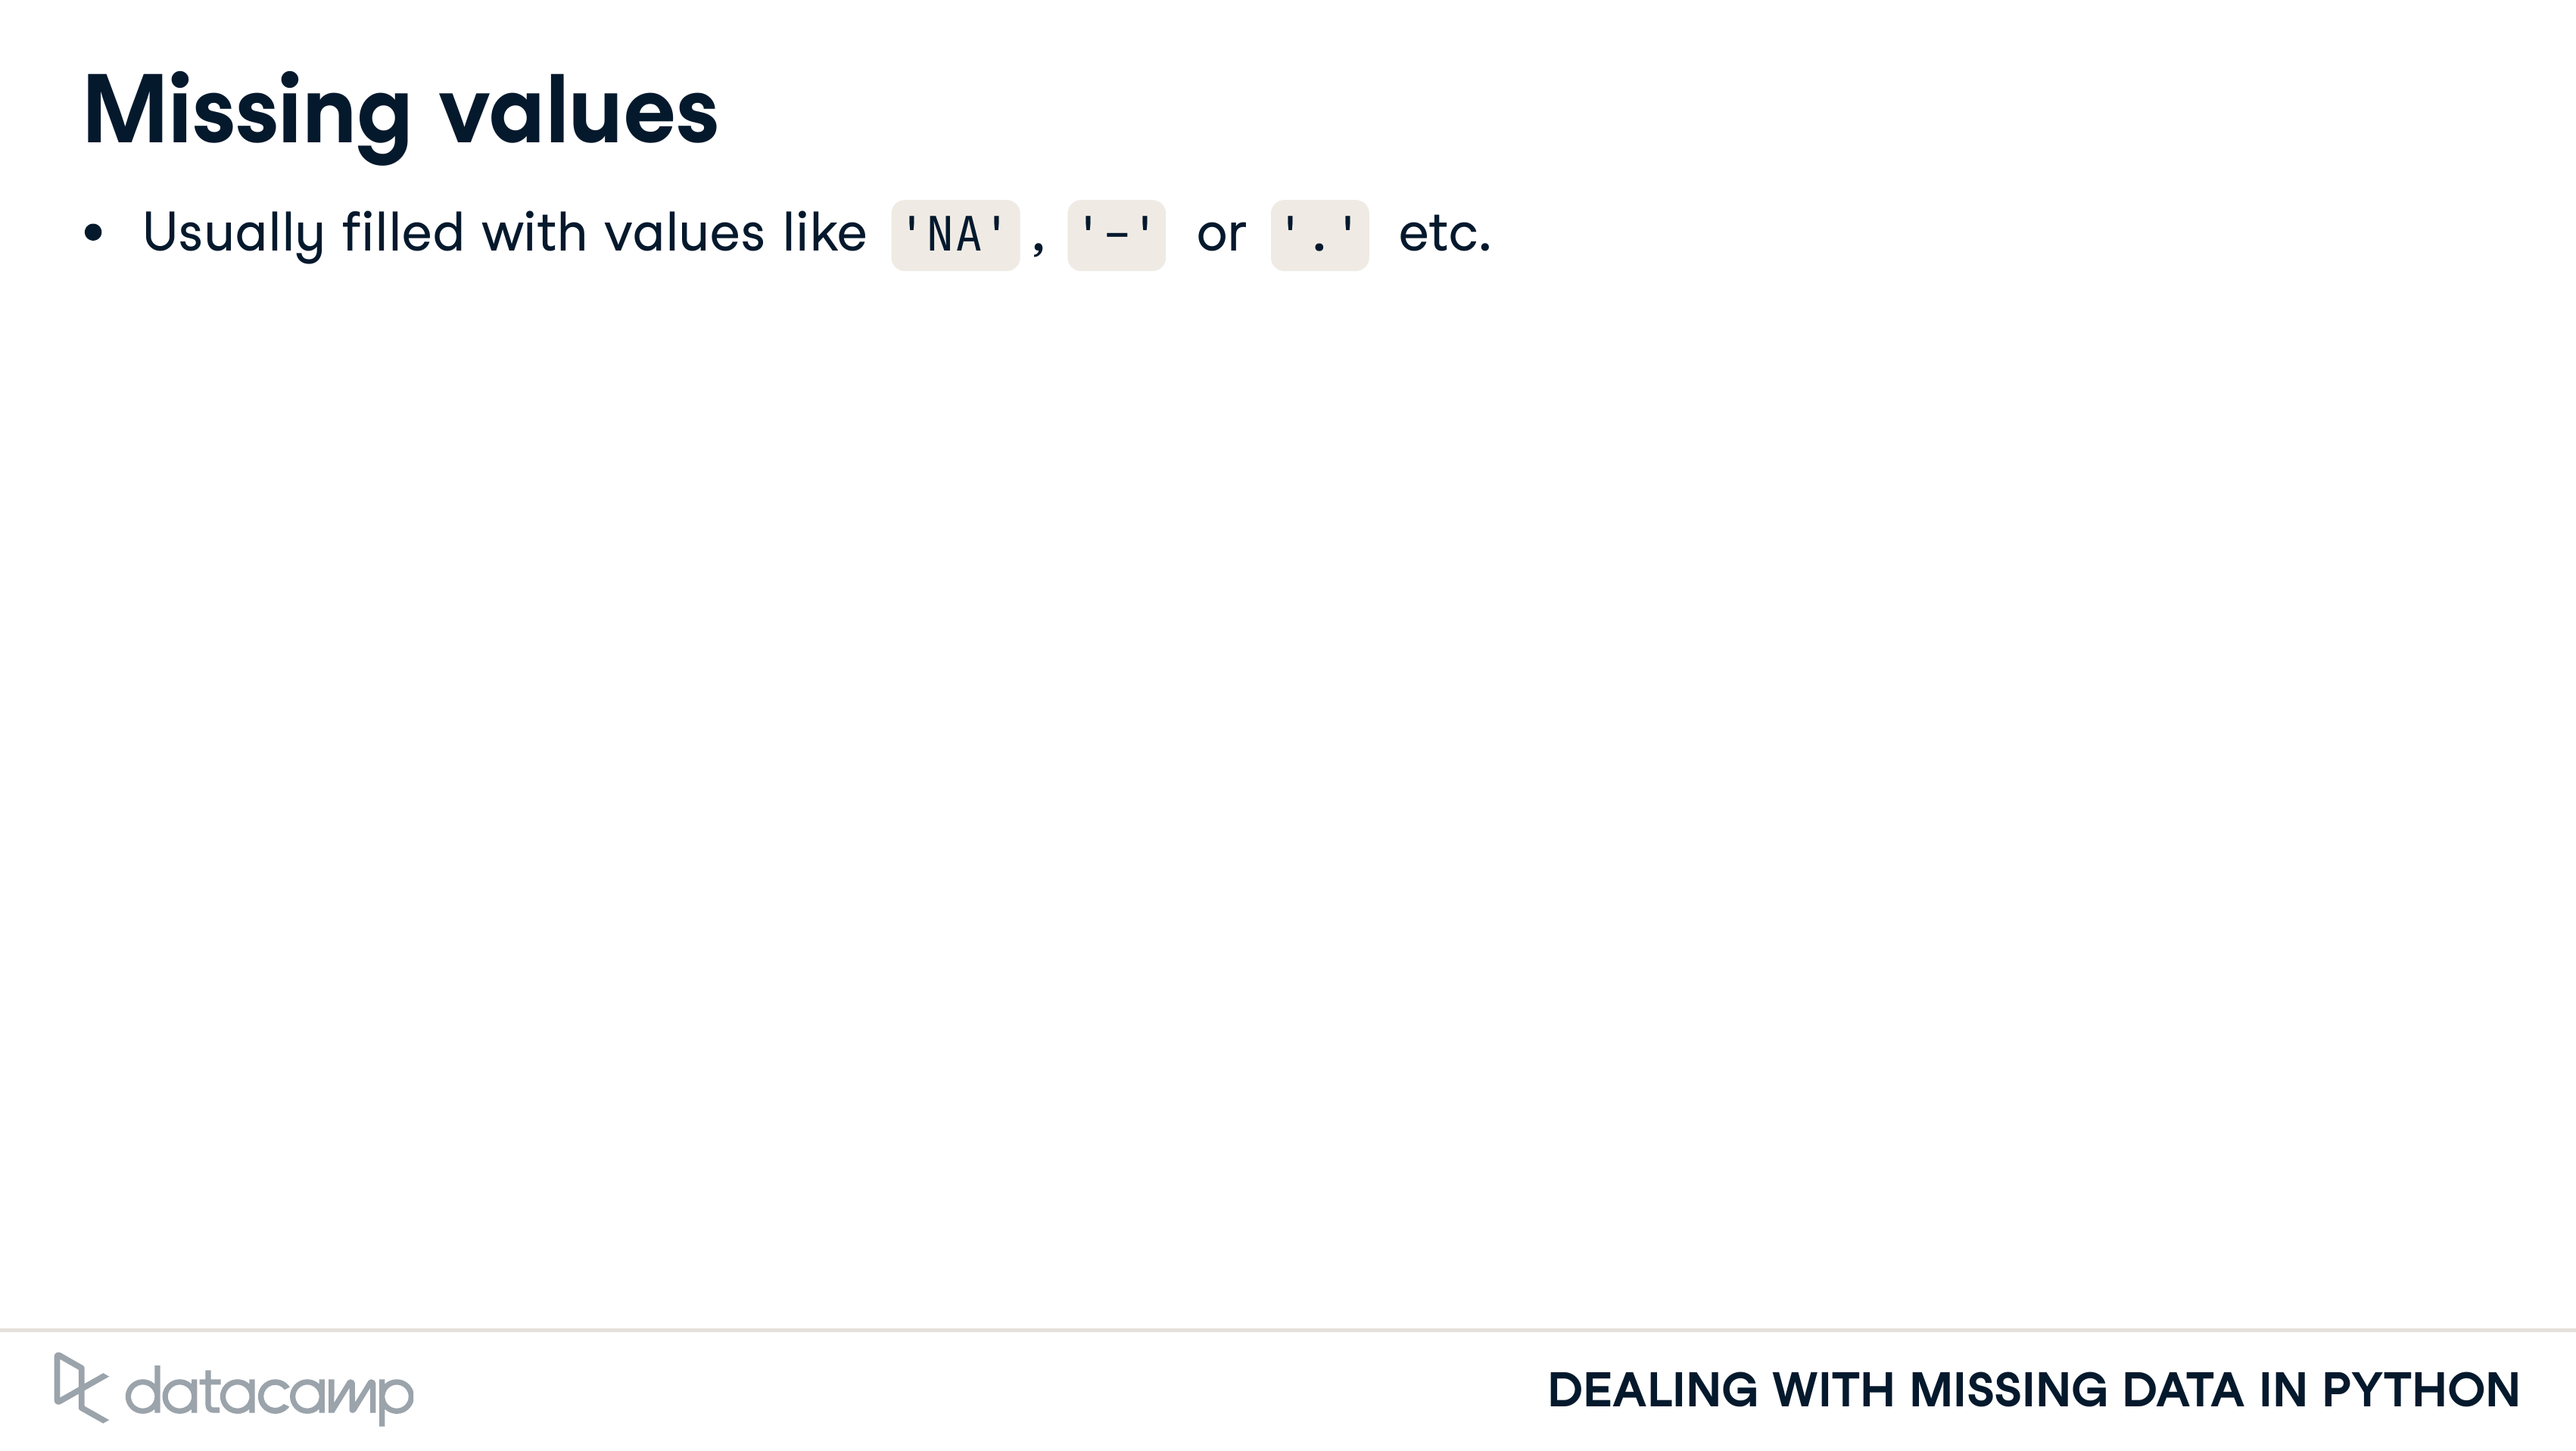 Missing values
• Usually filled with values like 'NA', '-' or '.' etc.
datacamp
DEALING WITH MISSING DATA IN PYTHON